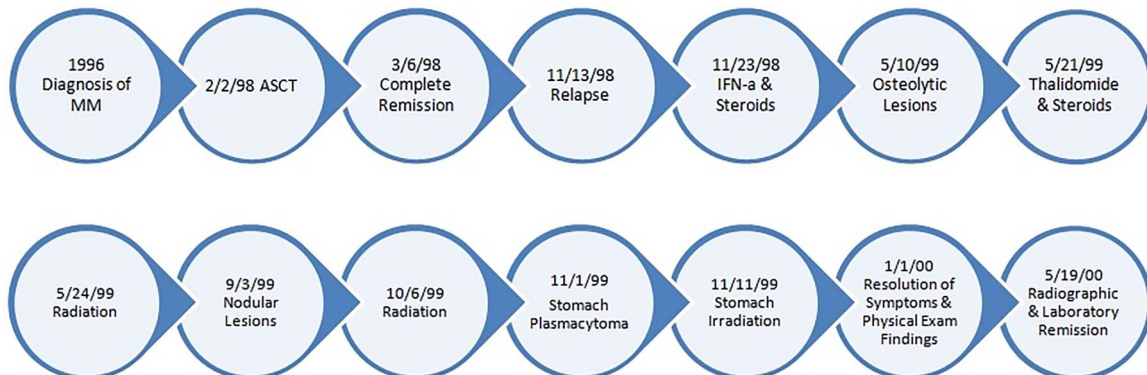 1996
Diagnosis of
MM
2/2/98 ASCT
3/6/98
Complete
Remission
11/13/98
Relapse
11/23/98
IFN-a &
Steroids
5/10/99
Osteolytic
Lesions
5/21/99
Thalidomide
& Steroids
5/24/99
Radiation
9/3/99
Nodular
Lesions
10/6/99
Radiation
11/1/99
Stomach
Plasmacytoma
11/11/99
Stomach
Irradiation
1/1/00
Resolution of
Symptoms &
Physical Exam
Findings
5/19/00
Radiographic
& Laboratory
Remission